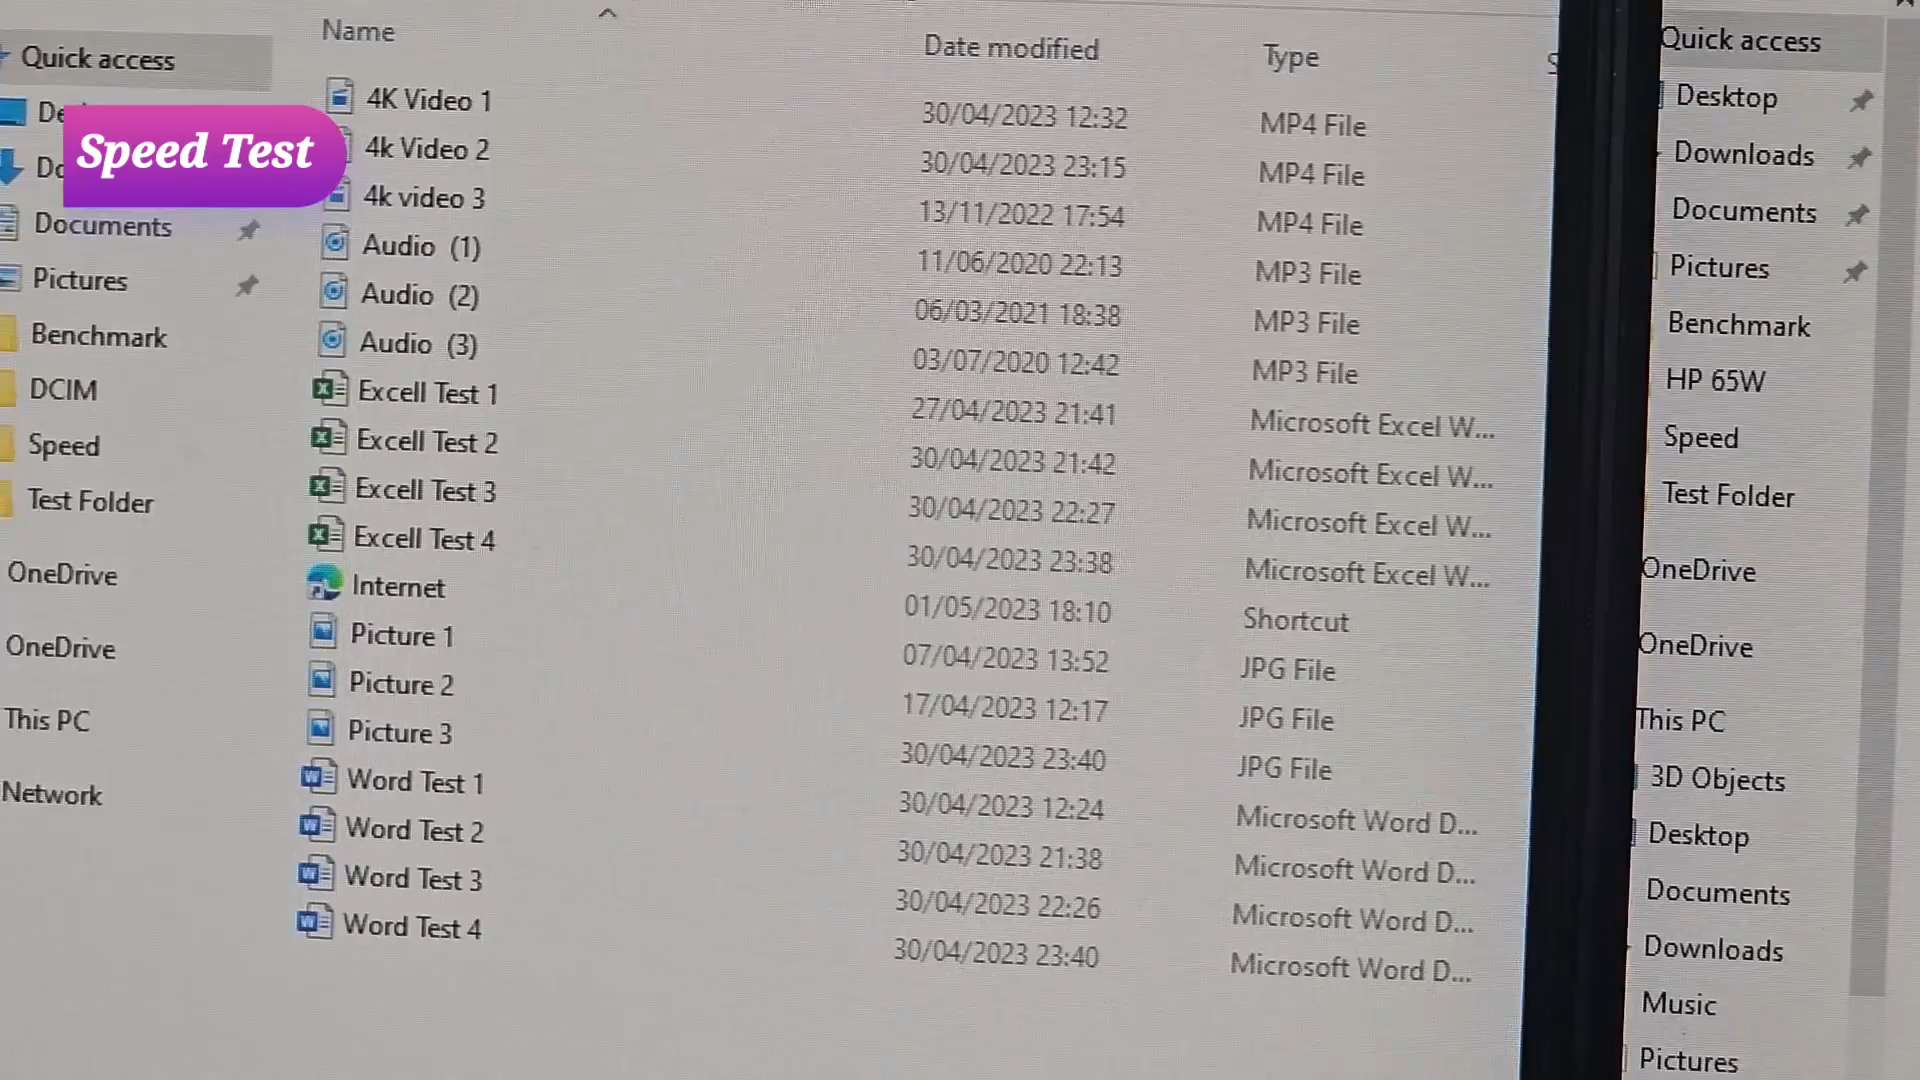 Quick access
Speed Test
Documents
Pictures
Benchmark
DCIM
Speed
Test Folder
OneDrive
OneDrive
This PC
Network
Name Date modified Type
4K Video 1 30/04/2023 12:32 MP4 File
4k Video 2 30/04/2023 23:15 MP4 File
4k video 3 13/11/2022 17:54 MP4 File
Audio (1) 11/06/2020 22:13 MP3 File
Audio (2) 06/03/2021 18:38 MP3 File
Audio (3) 03/07/2020 12:42 MP3 File
Excell Test 1 27/04/2023 21:41 Microsoft Excel W...
Excell Test 2 30/04/2023 21:42 Microsoft Excel W...
Excell Test 3 30/04/2023 22:27 Microsoft Excel W...
Excell Test 4 30/04/2023 23:38 Microsoft Excel W...
Internet 01/05/2023 18:10 Shortcut
Picture 1 07/04/2023 13:52 JPG File
Picture 2 17/04/2023 12:17 JPG File
Picture 3 30/04/2023 23:40 JPG File
Word Test 1 30/04/2023 12:24 Microsoft Word D...
Word Test 2 30/04/2023 21:38 Microsoft Word D...
Word Test 3 30/04/2023 22:26 Microsoft Word D...
Word Test 4 30/04/2023 23:40 Microsoft Word D...
Quick access
Desktop
Downloads
Documents
Pictures
Benchmark
HP 65W
Speed
Test Folder
OneDrive
OneDrive
This PC
3D Objects
Desktop
Documents
Downloads
Music
Pictures